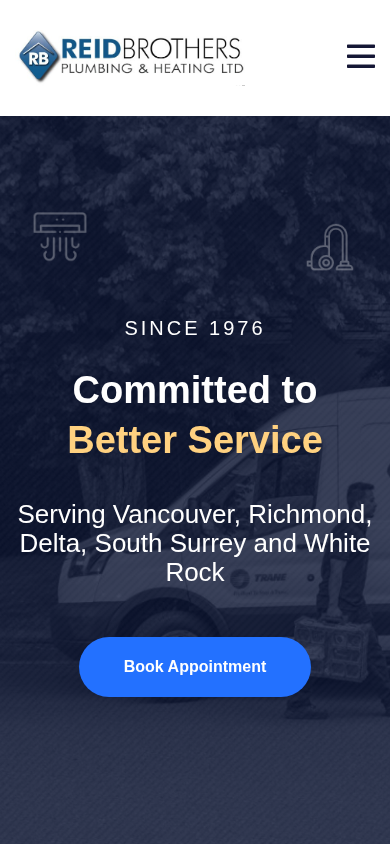 RB
REIDBROTHERS
PLUMBING & HEATING LTD
SINCE 1976
Committed to
Better Service
Serving Vancouver, Richmond,
Delta, South Surrey and White
Rock
TRANE
Book Appointment